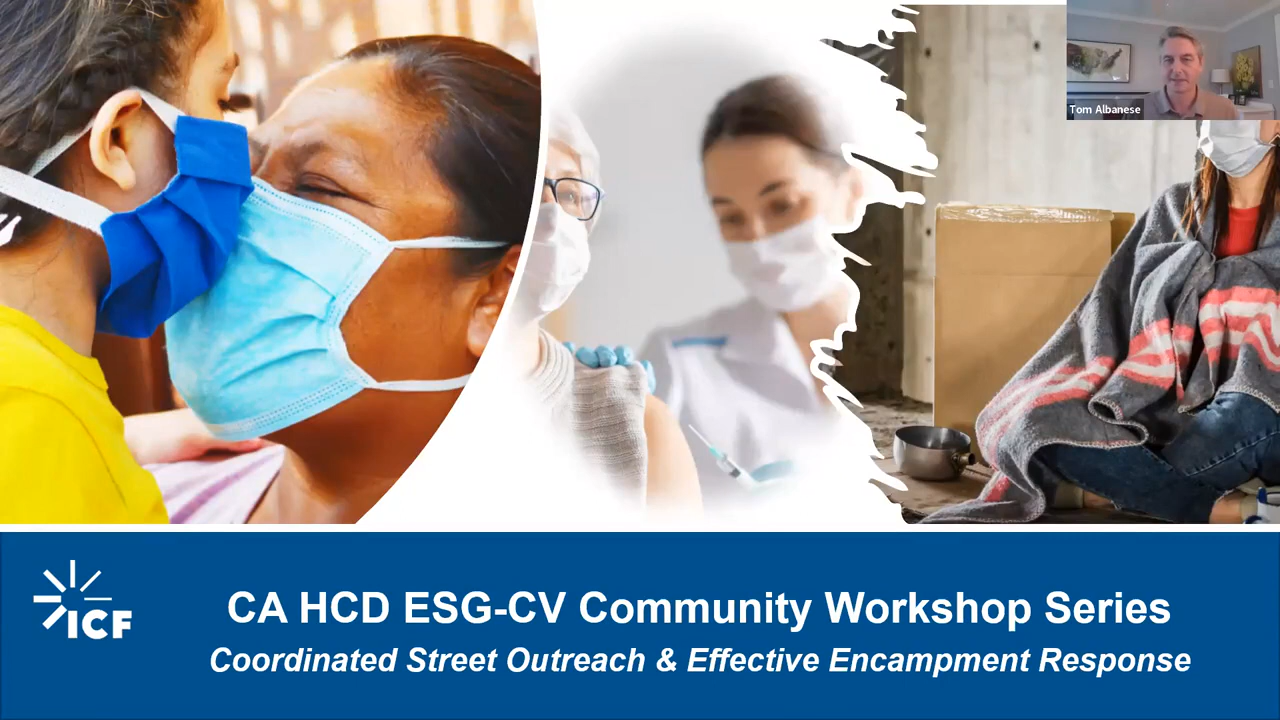 Tom Albanese
ICF
CA HCD ESG-CV Community Workshop Series
Coordinated Street Outreach & Effective Encampment Response